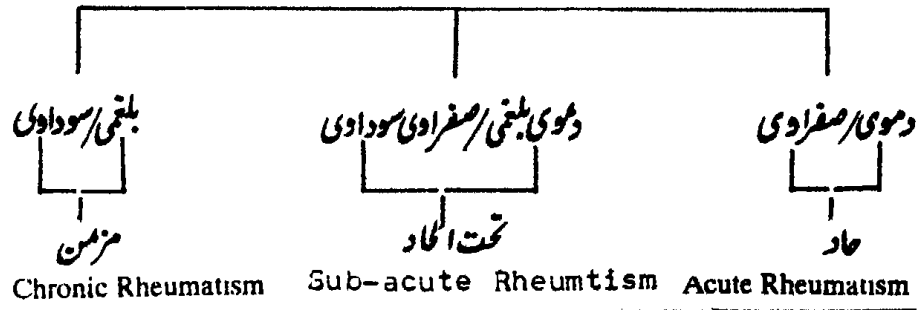 دموی/صفراوی
دموی بلغمی/صفراوی سوداوی
بلغمی/سوداوی
حاد
تحت الحاد
مزمن
Chronic Rheumatism
Sub-acute Rheumtism
Acute Rheumatism